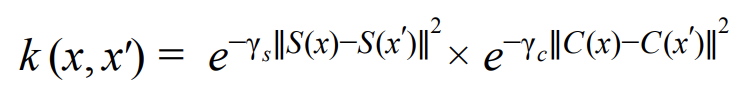 k(x, x′) = e^{−γ_s‖S(x)−S(x′)‖²} × e^{−γ_c‖C(x)−C(x′)‖²}